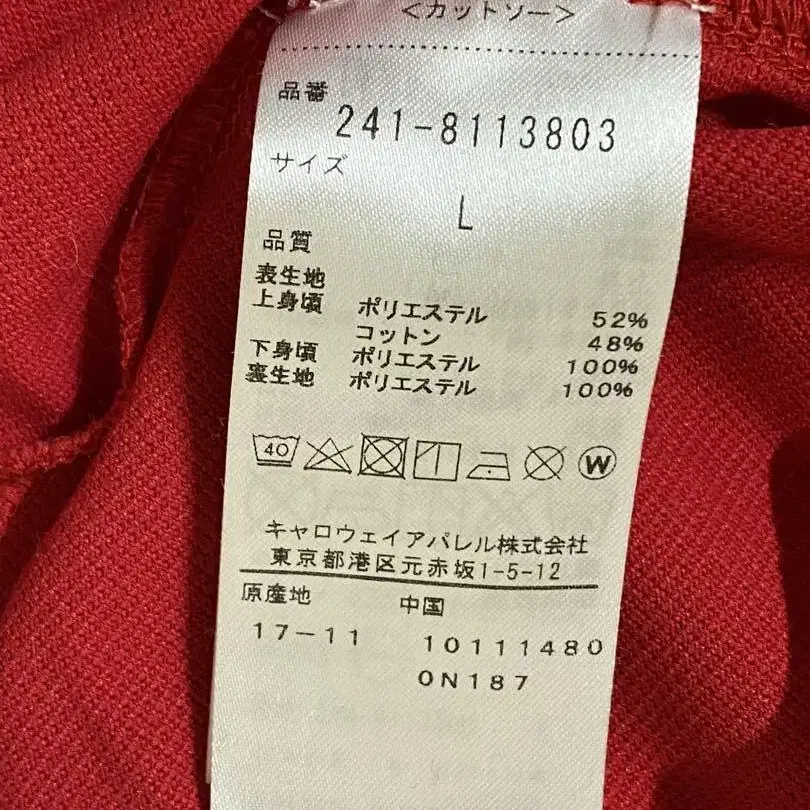 <カットソー>
品番
241-8113803
サイズ
L
品質
表生地
上身頃 ポリエステル 52%
コットン 48%
下身頃 ポリエステル 100%
裏生地 ポリエステル 100%
40 W
キャロウェイアパレル株式会社
東京都港区元赤坂1-5-12
原産地 中国
17-11 10111480
0N187